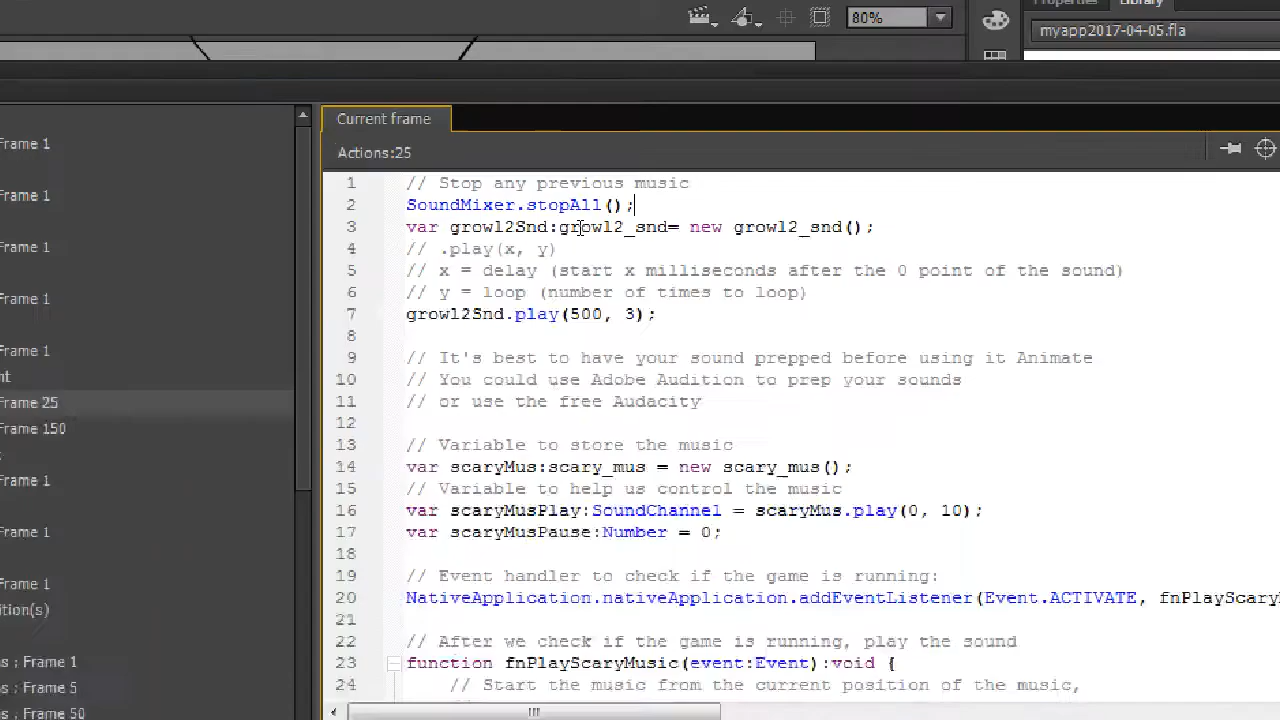 Properties
Library
80%
myapp2017-04-05.fla
Current frame
Actions:25
Frame 1
Frame 1
Frame 1
Frame 1
Frame 1
nt
Frame 25
Frame 150
Frame 1
Frame 1
Frame 1
ition(s)
s ; Frame 1
s ; Frame 5
s ; Frame 50
1 // Stop any previous music
2 SoundMixer.stopAll();
3 var growl2Snd:growl2_snd= new growl2_snd();
4 // .play(x, y)
5 // x = delay (start x milliseconds after the 0 point of the sound)
6 // y = loop (number of times to loop)
7 growl2Snd.play(500, 3);
8
9 // It's best to have your sound prepped before using it Animate
10 // You could use Adobe Audition to prep your sounds
11 // or use the free Audacity
12
13 // Variable to store the music
14 var scaryMus:scary_mus = new scary_mus();
15 // Variable to help us control the music
16 var scaryMusPlay:SoundChannel = scaryMus.play(0, 10);
17 var scaryMusPause:Number = 0;
18
19 // Event handler to check if the game is running:
20 NativeApplication.nativeApplication.addEventListener(Event.ACTIVATE, fnPlayScary
21
22 // After we check if the game is running, play the sound
23 function fnPlayScaryMusic(event:Event):void {
24 // Start the music from the current position of the music,